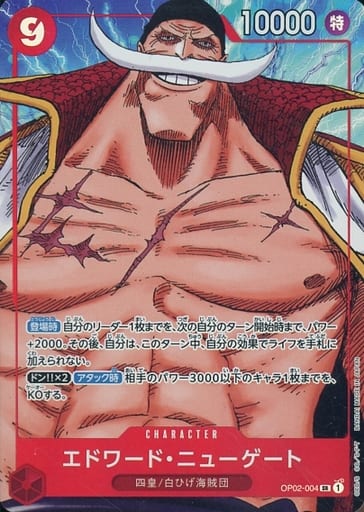 9
10000 特
登場時 自分のリーダー1枚までを、次の自分のターン開始時まで、パワー
+2000。その後、自分は、このターン中、自分の効果でライフを手札に
加えられない。
ドン!!×2 アタック時 相手のパワー3000以下のキャラ1枚までを、
KOする。
CHARACTER
エドワード・ニューゲート
四皇/白ひげ海賊団
OP02-004 SR 1